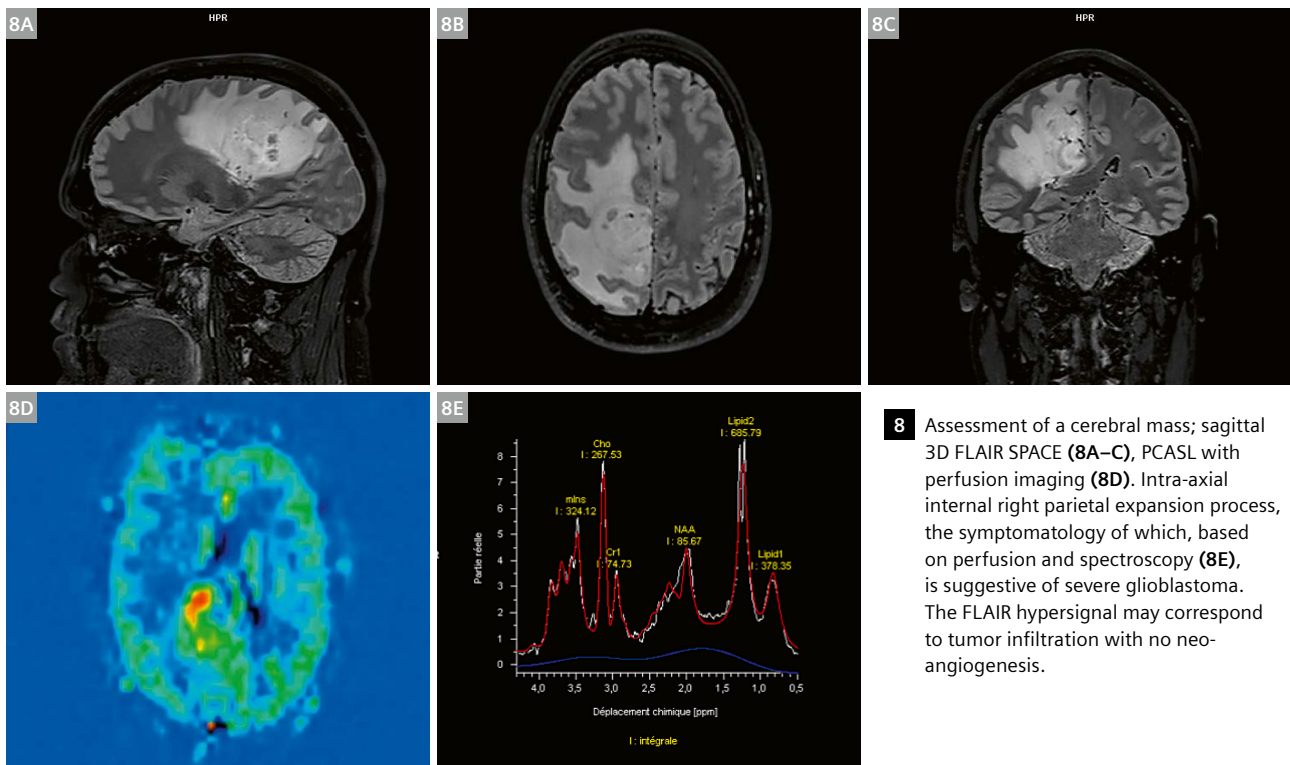 8A
HPR
8B
8C
HPR
8D
8E
Lipid2
I : 685.79
Cho
I : 267.53
mIns
I : 324.12
Cr1
I : 74.73
NAA
I : 85.67
Lipid1
I : 378.35
Partie réelle
8
7
6
5
4
3
2
1
0
4,0 3,5 3,0 2,5 2,0 1,5 1,0 0,5
Déplacement chimique [ppm]
I : intégrale
8 Assessment of a cerebral mass; sagittal
3D FLAIR SPACE (8A–C), PCASL with
perfusion imaging (8D). Intra-axial
internal right parietal expansion process,
the symptomatology of which, based
on perfusion and spectroscopy (8E),
is suggestive of severe glioblastoma.
The FLAIR hypersignal may correspond
to tumor infiltration with no neo-
angiogenesis.